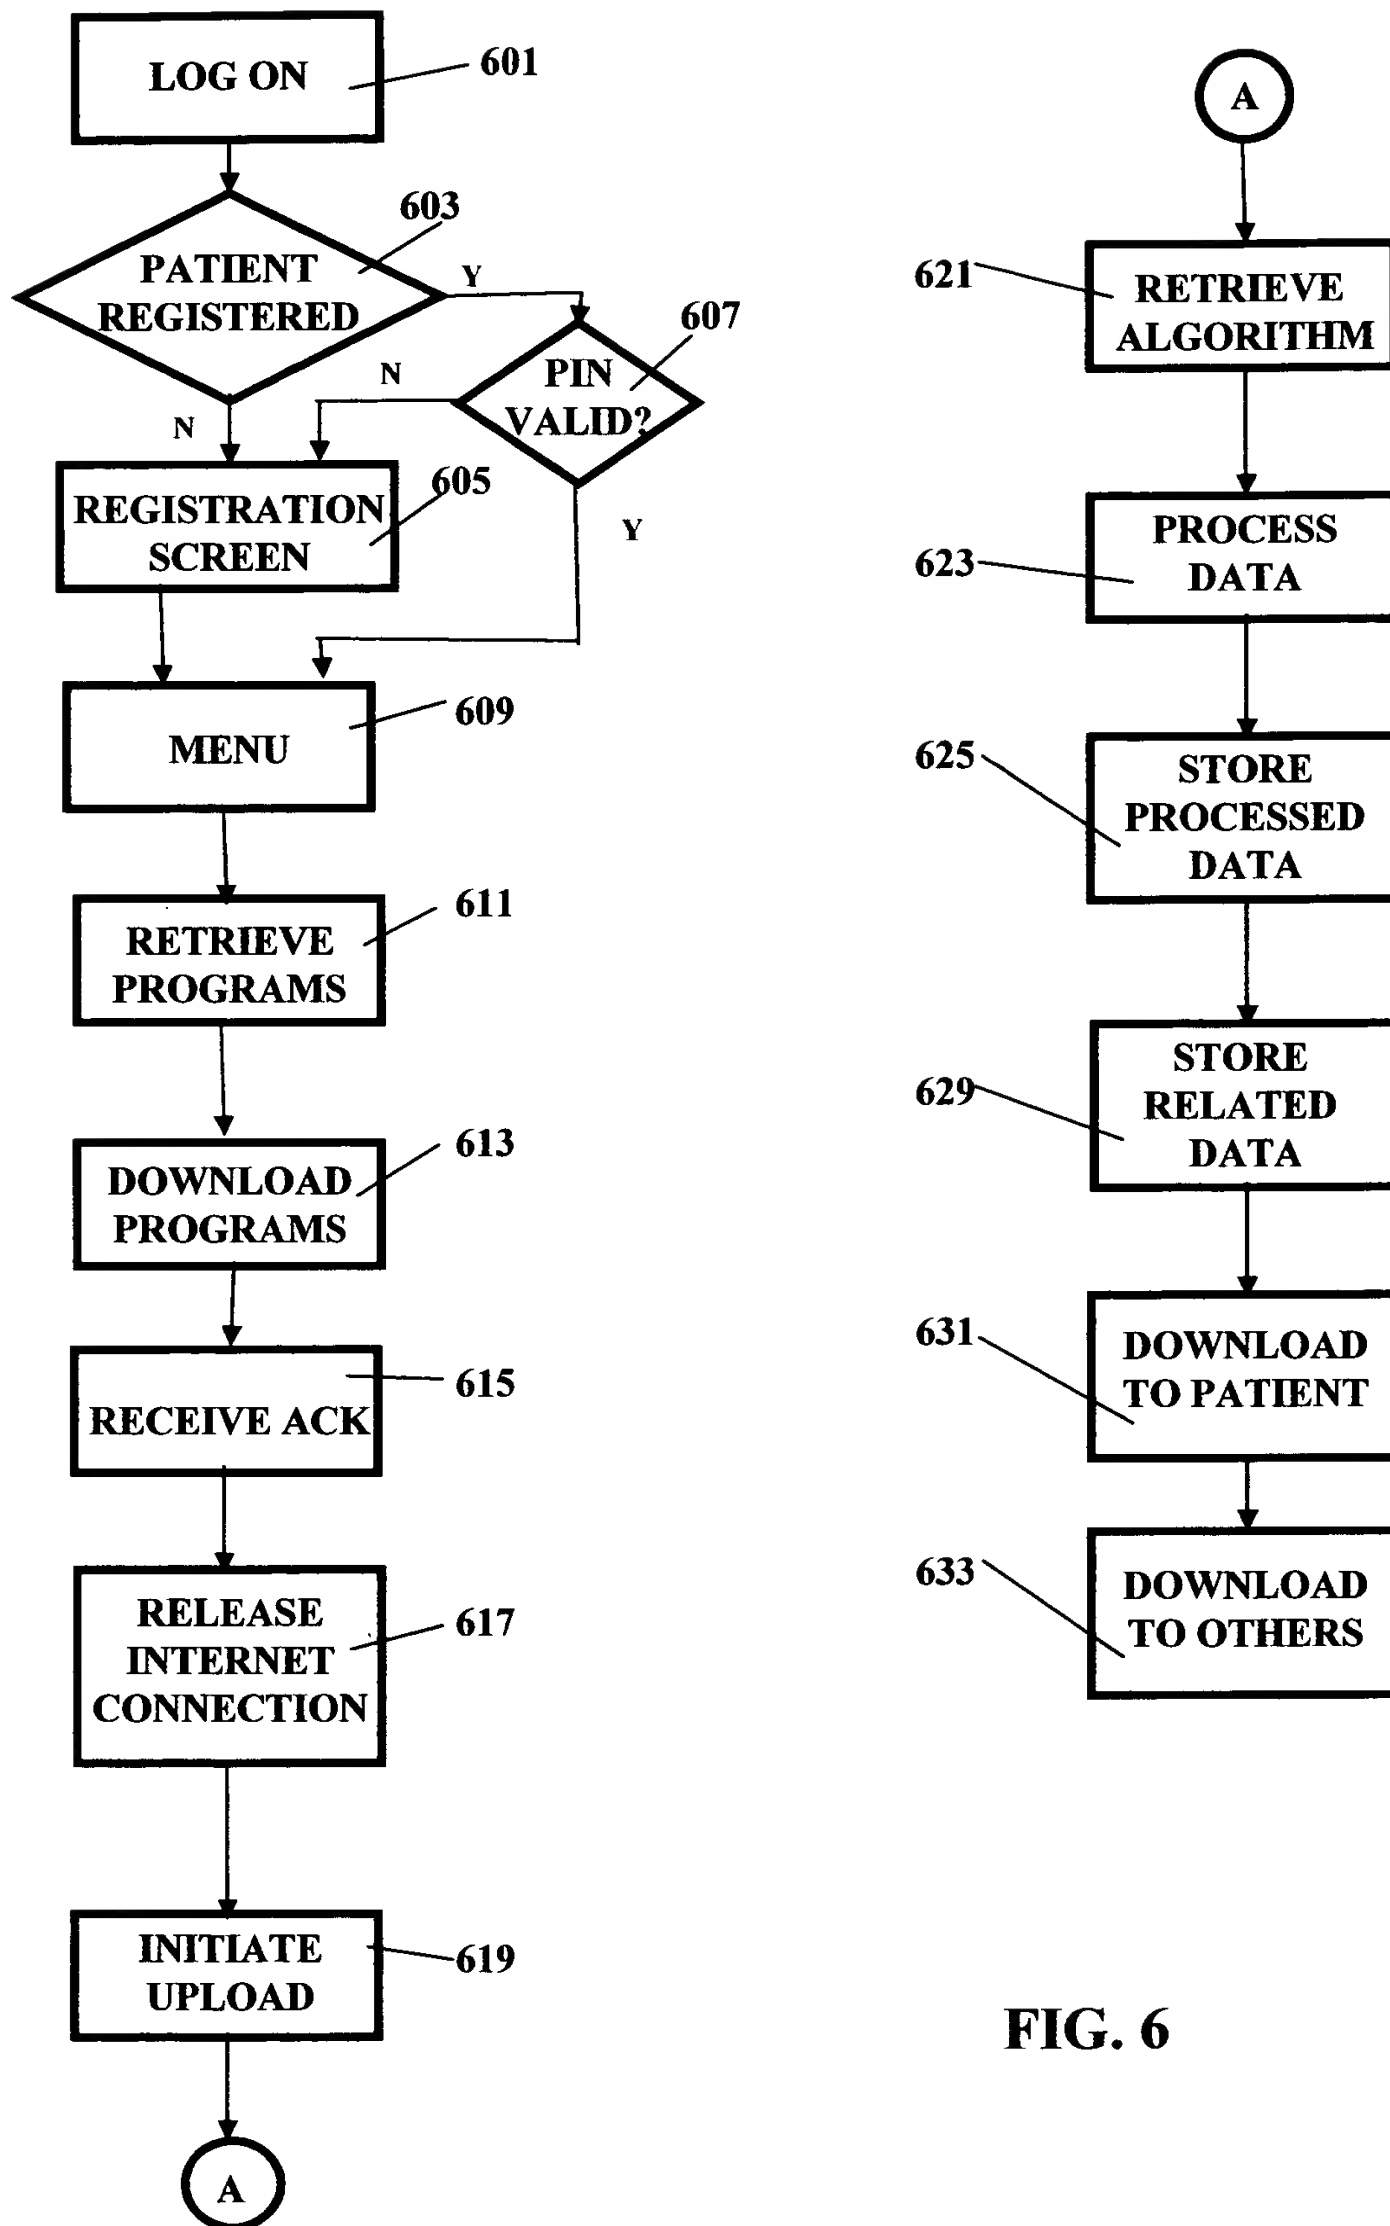 LOG ON
601
603
PATIENT
REGISTERED
Y
N
607
PIN
VALID?
N
Y
605
REGISTRATION
SCREEN
609
MENU
611
RETRIEVE
PROGRAMS
613
DOWNLOAD
PROGRAMS
615
RECEIVE ACK
617
RELEASE
INTERNET
CONNECTION
619
INITIATE
UPLOAD
A
A
621
RETRIEVE
ALGORITHM
623
PROCESS
DATA
625
STORE
PROCESSED
DATA
629
STORE
RELATED
DATA
631
DOWNLOAD
TO PATIENT
633
DOWNLOAD
TO OTHERS
FIG. 6